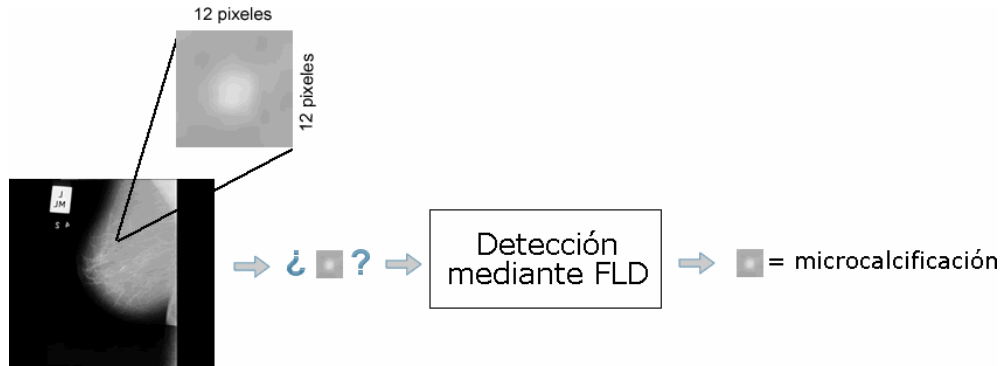 12 pixeles
12 pixeles
J
JM
¿ ?
Detección
mediante FLD
= microcalcificación